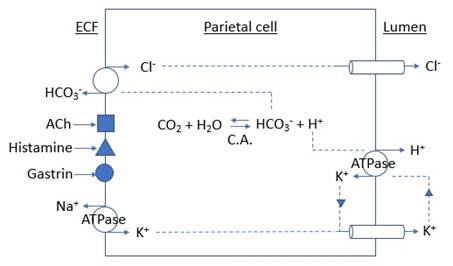 ECF Parietal cell Lumen
Cl⁻ Cl⁻
HCO₃⁻
ACh
CO₂ + H₂O HCO₃⁻ + H⁺
C.A.
Histamine
H⁺
ATPase
Gastrin
K⁺
Na⁺
ATPase
K⁺ K⁺